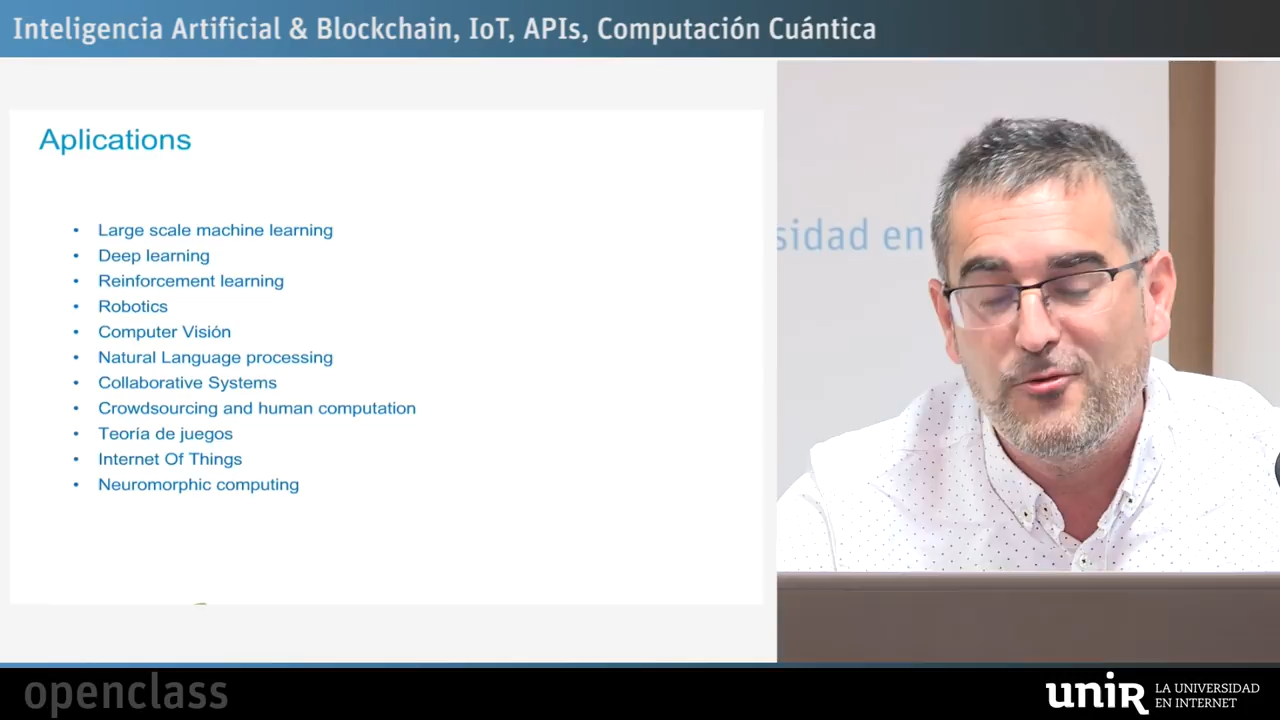 Inteligencia Artificial & Blockchain, IoT, APIs, Computación Cuántica
Aplications
• Large scale machine learning
• Deep learning
• Reinforcement learning
• Robotics
• Computer Visión
• Natural Language processing
• Collaborative Systems
• Crowdsourcing and human computation
• Teoría de juegos
• Internet Of Things
• Neuromorphic computing
sidad en
openclass
unir LA UNIVERSIDAD
EN INTERNET